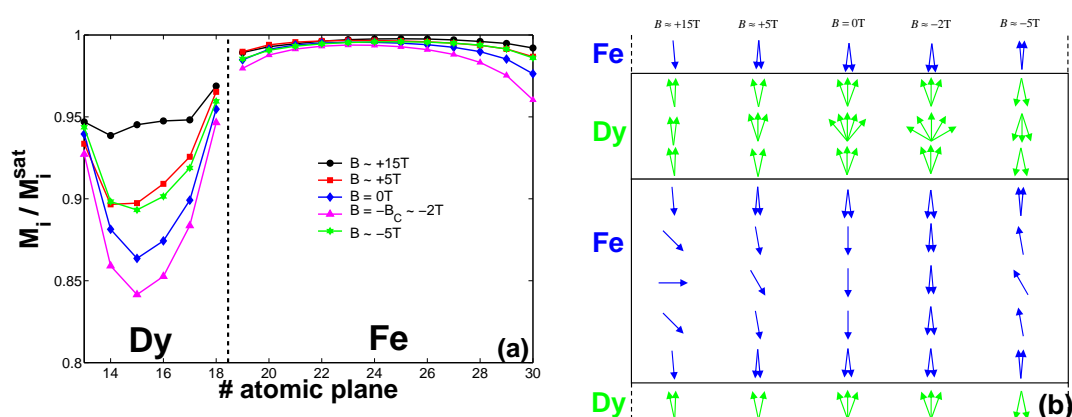 M_i / M_i^sat
1
0.95
0.9
0.85
0.8
14 16 18 20 22 24 26 28 30
# atomic plane
B ~ +15T
B ~ +5T
B = 0T
B = -B_C ~ -2T
B ~ -5T
Dy Fe (a)
B ≈ +15T B ≈ +5T B = 0T B ≈ −2T B ≈ −5T
Fe
Dy
Fe
Dy
(b)